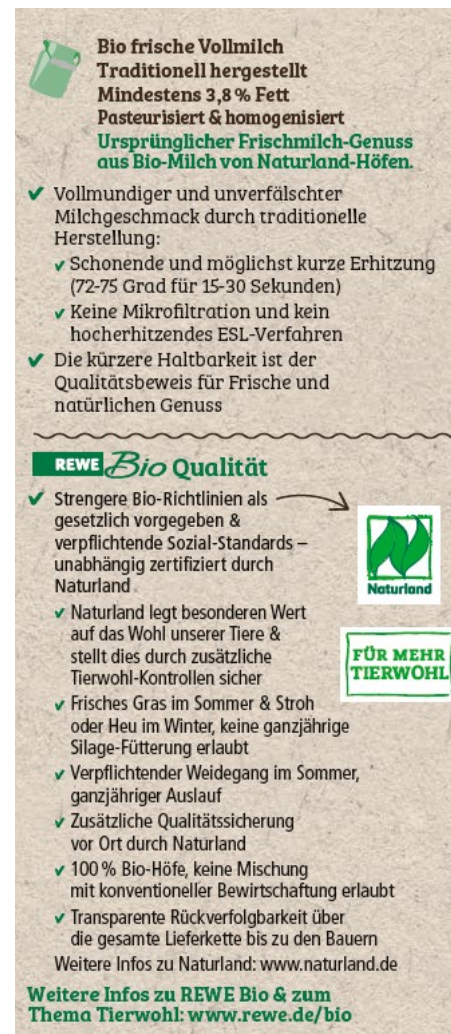 Bio frische Vollmilch
Traditionell hergestellt
Mindestens 3,8 % Fett
Pasteurisiert & homogenisiert
Ursprünglicher Frischmilch-Genuss
aus Bio-Milch von Naturland-Höfen.
Vollmundiger und unverfälschter
Milchgeschmack durch traditionelle
Herstellung:
Schonende und möglichst kurze Erhitzung
(72-75 Grad für 15-30 Sekunden)
Keine Mikrofiltration und kein
hocherhitzendes ESL-Verfahren
Die kürzere Haltbarkeit ist der
Qualitätsbeweis für Frische und
natürlichen Genuss
REWE Bio Qualität
Strengere Bio-Richtlinien als
gesetzlich vorgegeben &
verpflichtende Sozial-Standards –
unabhängig zertifiziert durch
Naturland
Naturland
Naturland legt besonderen Wert
auf das Wohl unserer Tiere &
stellt dies durch zusätzliche
Tierwohl-Kontrollen sicher
FÜR MEHR
TIERWOHL
Frisches Gras im Sommer & Stroh
oder Heu im Winter, keine ganzjährige
Silage-Fütterung erlaubt
Verpflichtender Weidegang im Sommer,
ganzjähriger Auslauf
Zusätzliche Qualitätssicherung
vor Ort durch Naturland
100 % Bio-Höfe, keine Mischung
mit konventioneller Bewirtschaftung erlaubt
Transparente Rückverfolgbarkeit über
die gesamte Lieferkette bis zu den Bauern
Weitere Infos zu Naturland: www.naturland.de
Weitere Infos zu REWE Bio & zum
Thema Tierwohl: www.rewe.de/bio